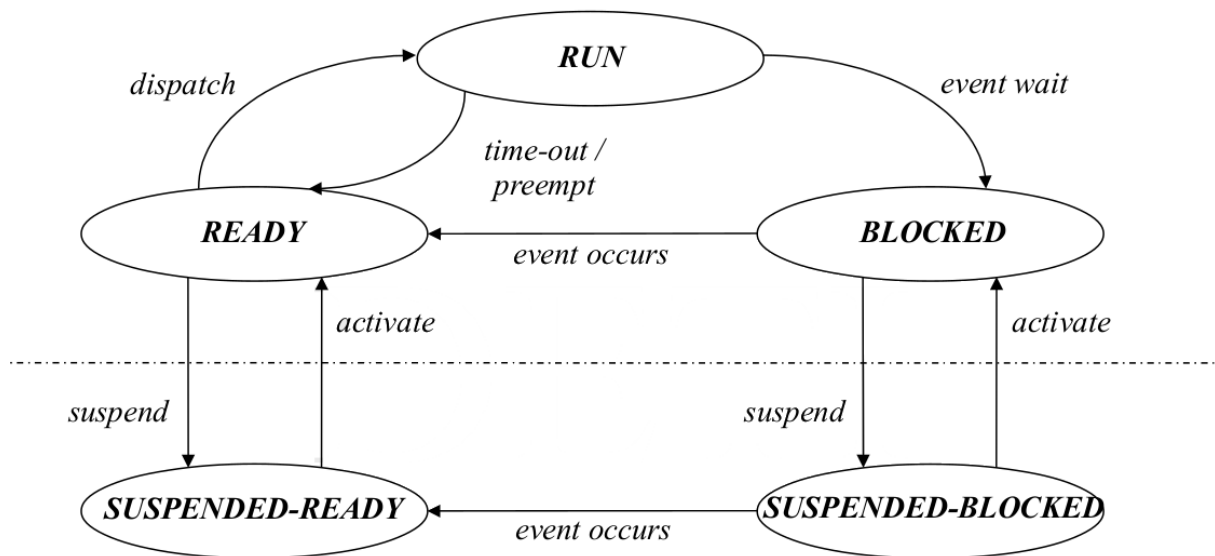 RUN
dispatch
event wait
time-out /
preempt
READY
BLOCKED
event occurs
activate
activate
suspend
suspend
SUSPENDED-READY
SUSPENDED-BLOCKED
event occurs